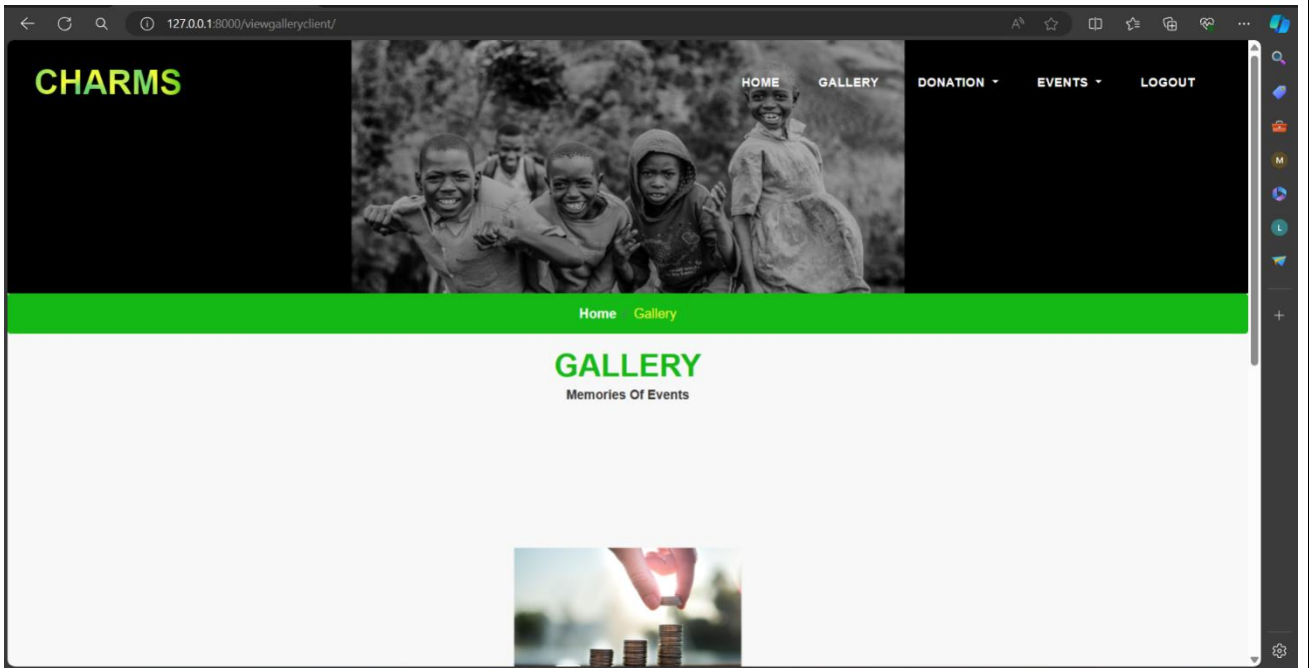 127.0.0.1:8000/viewgalleryclient/
CHARMS
HOME GALLERY DONATION EVENTS LOGOUT
M
L
Home Gallery
GALLERY
Memories Of Events